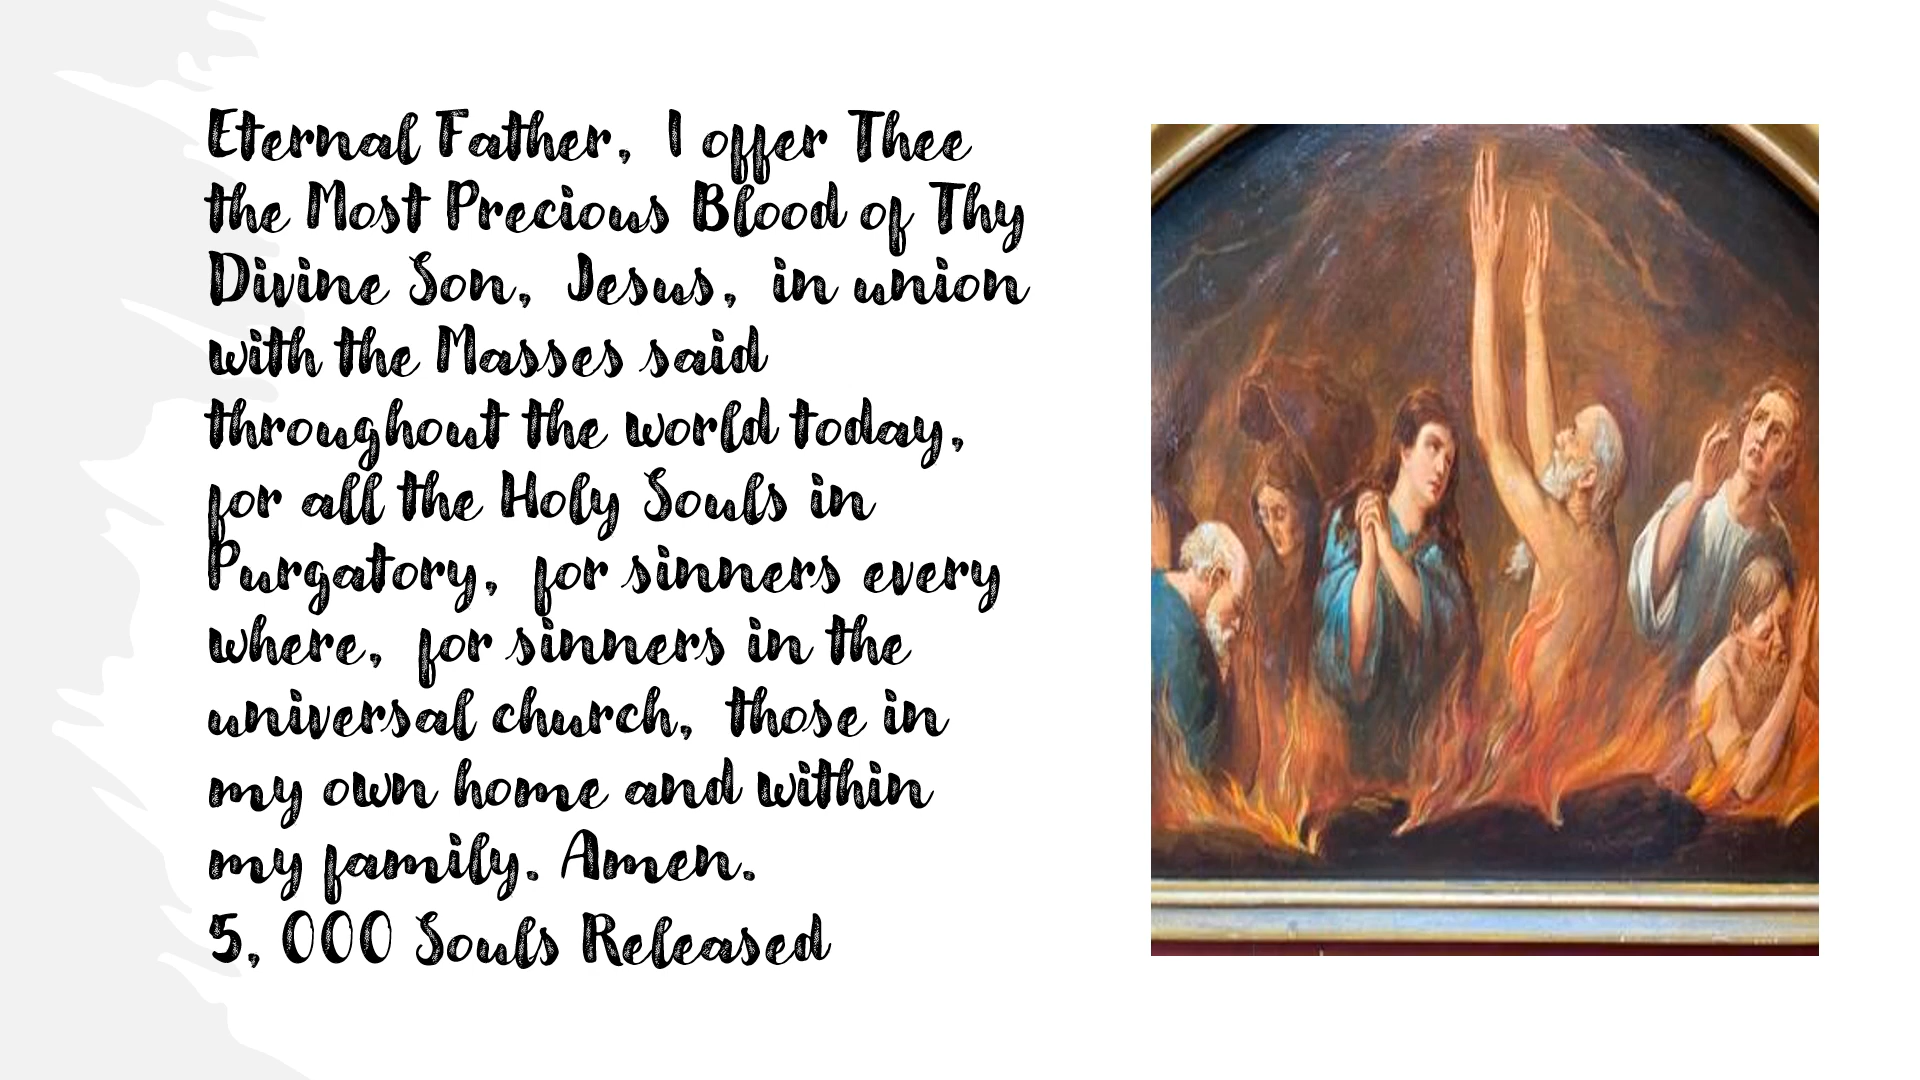 Eternal Father, I offer Thee
the Most Precious Blood of Thy
Divine Son, Jesus, in union
with the Masses said
throughout the world today,
for all the Holy Souls in
Purgatory, for sinners every
where, for sinners in the
universal church, those in
my own home and within
my family. Amen.
5, 000 Souls Released